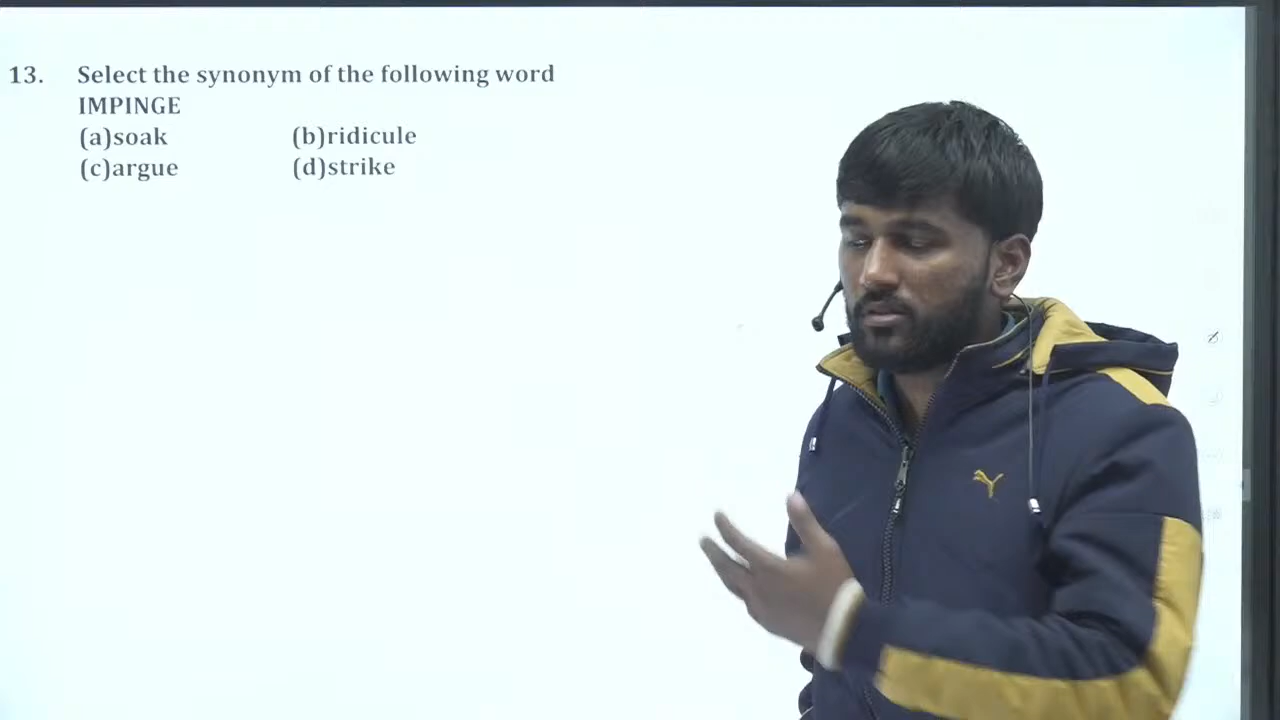 13. Select the synonym of the following word
IMPINGE
(a)soak (b)ridicule
(c)argue (d)strike